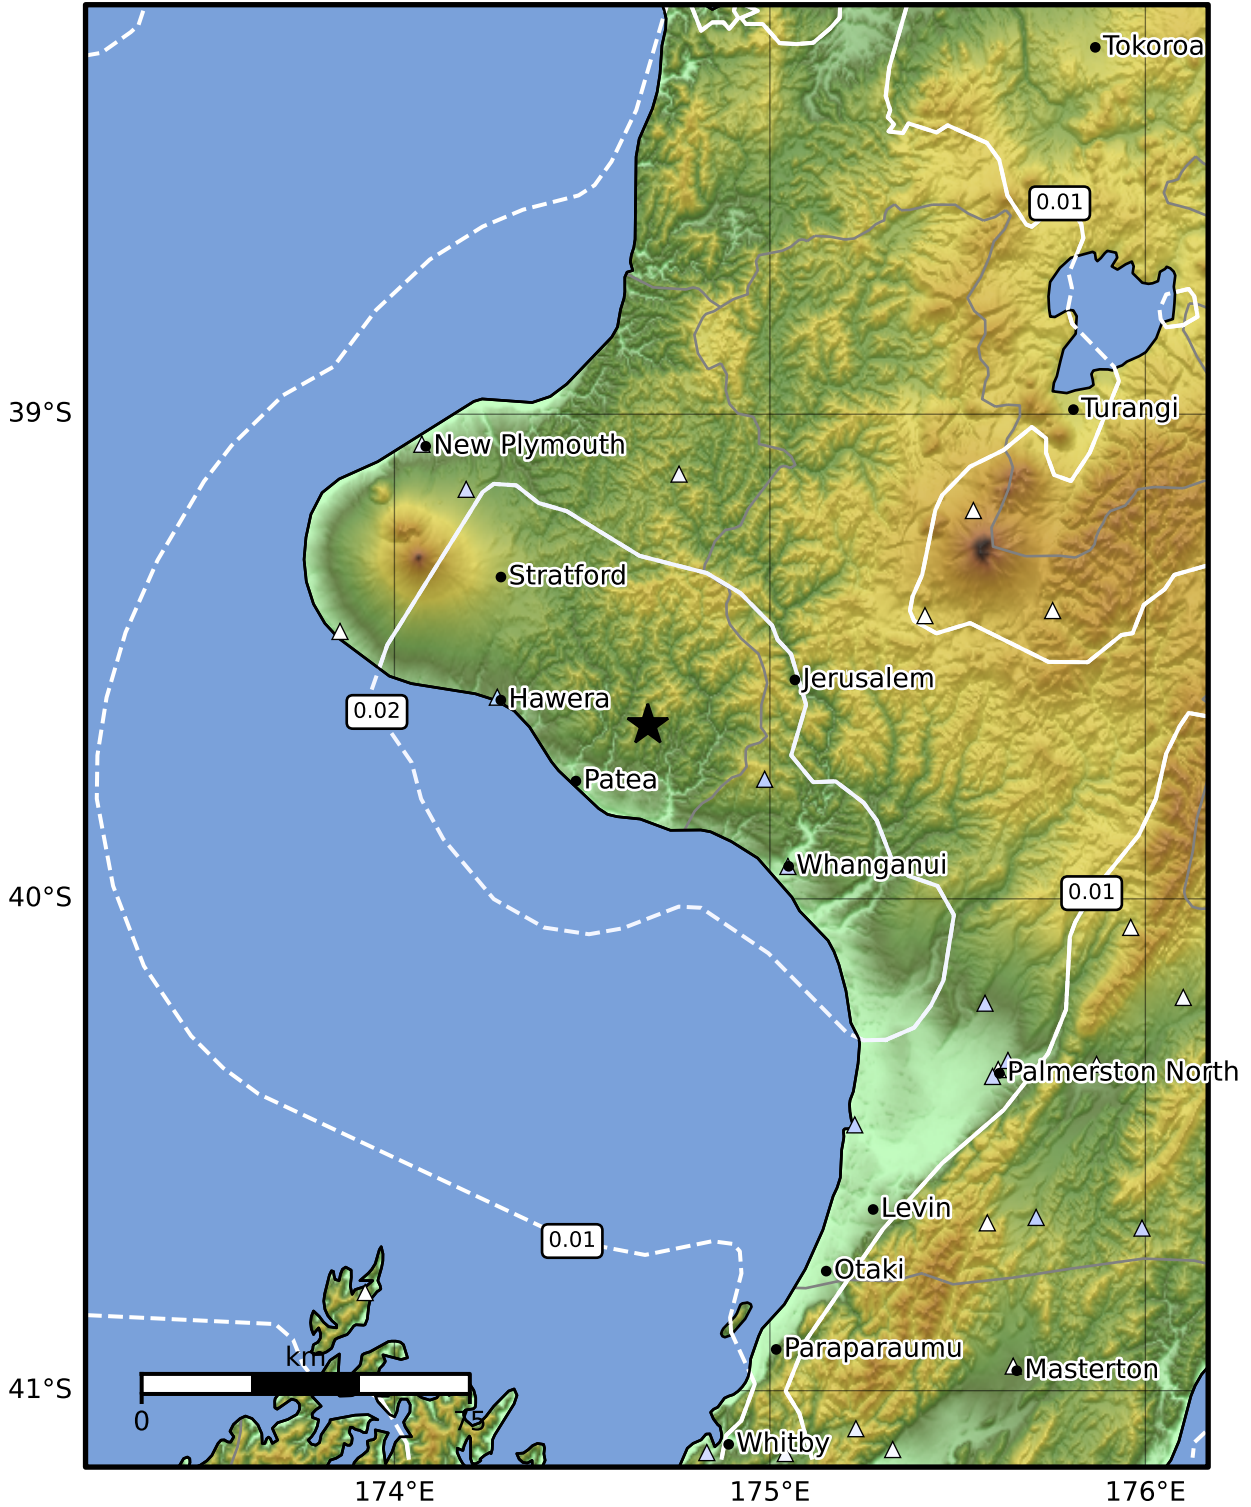 Tokoroa
0.01
39°S
Turangi
New Plymouth
Stratford
Jerusalem
Hawera
0.02
Patea
Whanganui
40°S
0.01
Palmerston North
Levin
0.01
Otaki
Paraparaumu
km
Masterton
41°S
0
75
Whitby
174°E
175°E
176°E